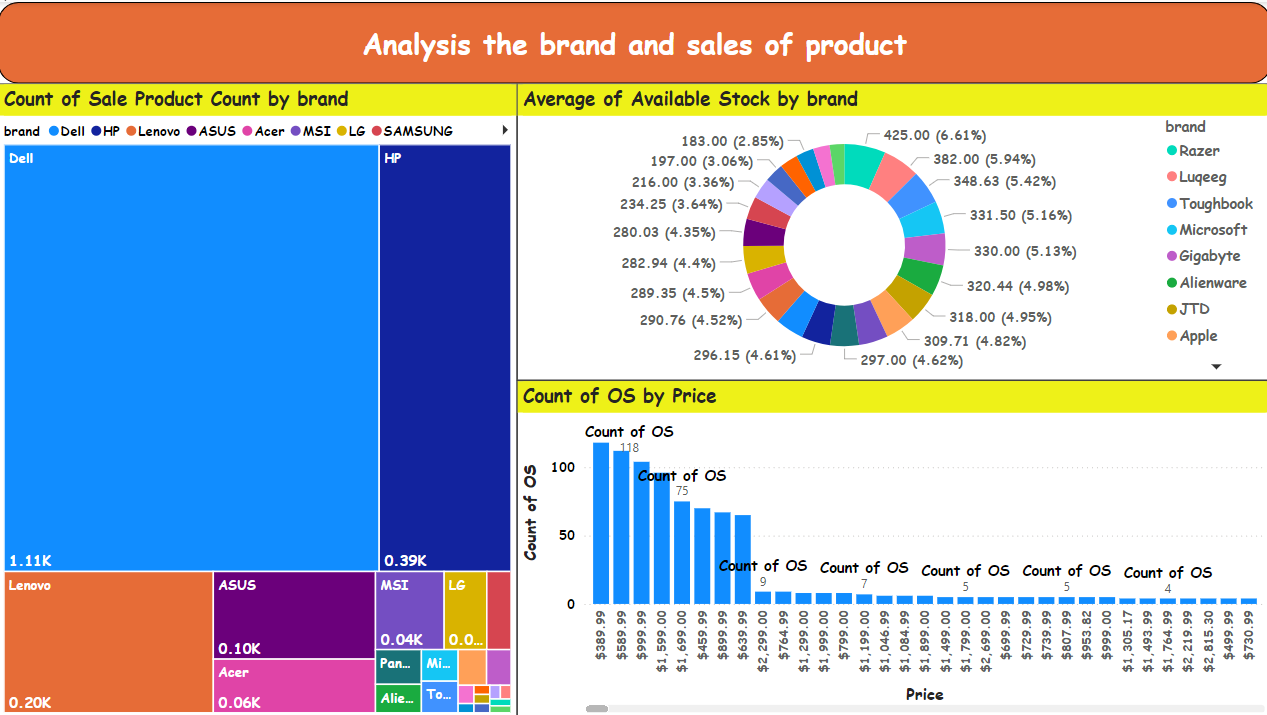 Analysis the brand and sales of product
Count of Sale Product Count by brand
brand Dell HP Lenovo ASUS Acer MSI LG SAMSUNG
Dell
1.11K
HP
0.39K
Lenovo
0.20K
ASUS
0.10K
Acer
0.06K
MSI
0.04K
LG
0.0...
Pan...
Mi...
Alie...
To...
Average of Available Stock by brand
425.00 (6.61%)
382.00 (5.94%)
348.63 (5.42%)
331.50 (5.16%)
330.00 (5.13%)
320.44 (4.98%)
318.00 (4.95%)
309.71 (4.82%)
297.00 (4.62%)
296.15 (4.61%)
290.76 (4.52%)
289.35 (4.5%)
282.94 (4.4%)
280.03 (4.35%)
234.25 (3.64%)
216.00 (3.36%)
197.00 (3.06%)
183.00 (2.85%)
brand
Razer
Luqeeg
Toughbook
Microsoft
Gigabyte
Alienware
JTD
Apple
Count of OS by Price
Count of OS
100
50
0
Count of OS
118
Count of OS
75
Count of OS
9
Count of OS
7
Count of OS
5
Count of OS
5
Count of OS
4
$389.99
$589.99
$999.99
$1,599.00
$1,699.00
$459.99
$899.99
$639.99
$2,299.00
$764.99
$1,299.00
$1,999.00
$799.00
$1,199.00
$1,046.99
$1,084.99
$1,899.00
$1,499.00
$1,799.00
$2,699.00
$699.99
$729.99
$739.99
$807.99
$953.82
$999.00
$1,305.17
$1,493.99
$1,764.99
$2,219.99
$2,815.30
$499.99
$730.99
Price